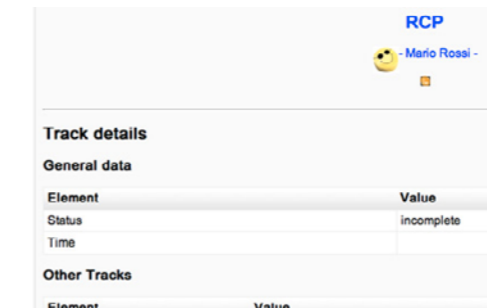 RCP
- Mario Rossi -
Track details
General data
Element Value
Status incomplete
Time
Other Tracks
Element Value